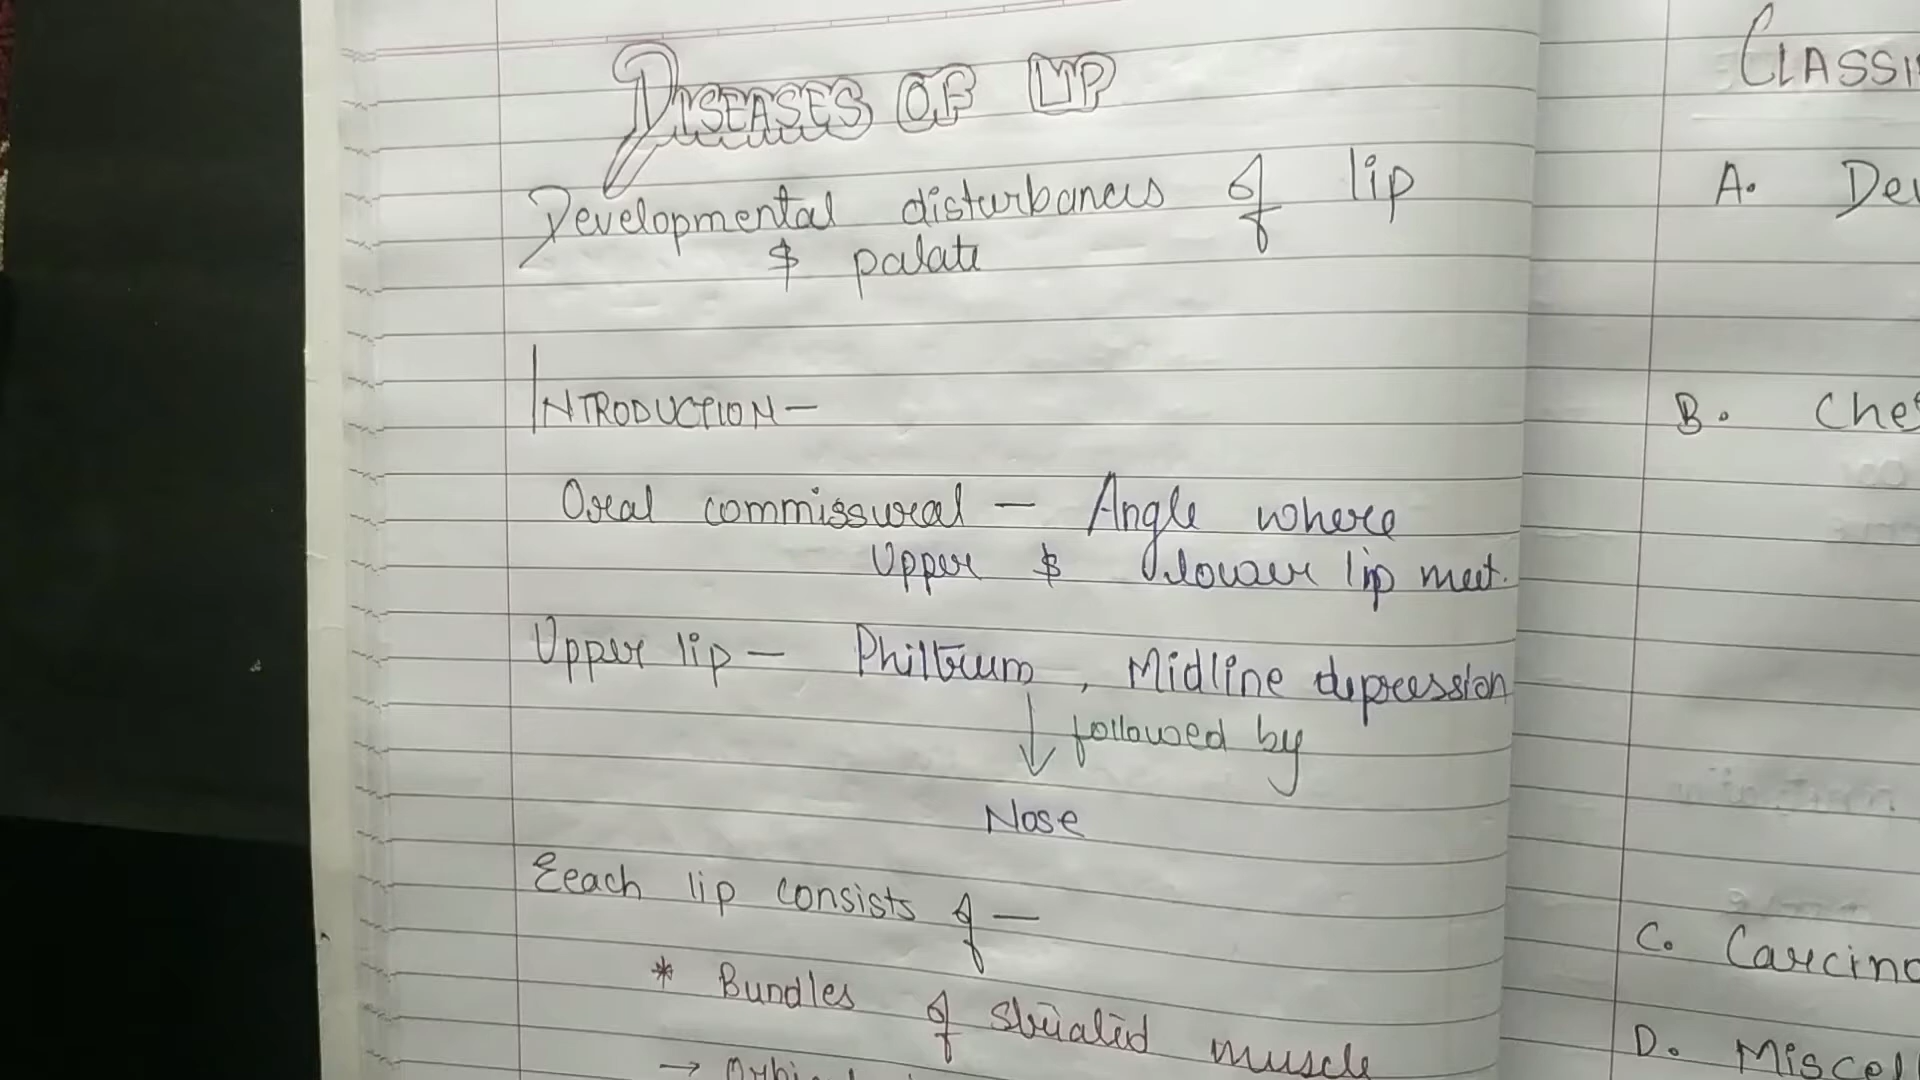 DISEASES OF LIP
Developmental disturbances of lip
& palate
INTRODUCTION -
Oral commissural - Angle where
Upper & lower lip meet.
Upper lip - Philtrum, Midline depression
↓ followed by
Nose
Eeach lip consists of -
* Bundles of striated muscle
→
CLASSI
A. Dev
B. Che
C. Carcino
D. Miscel